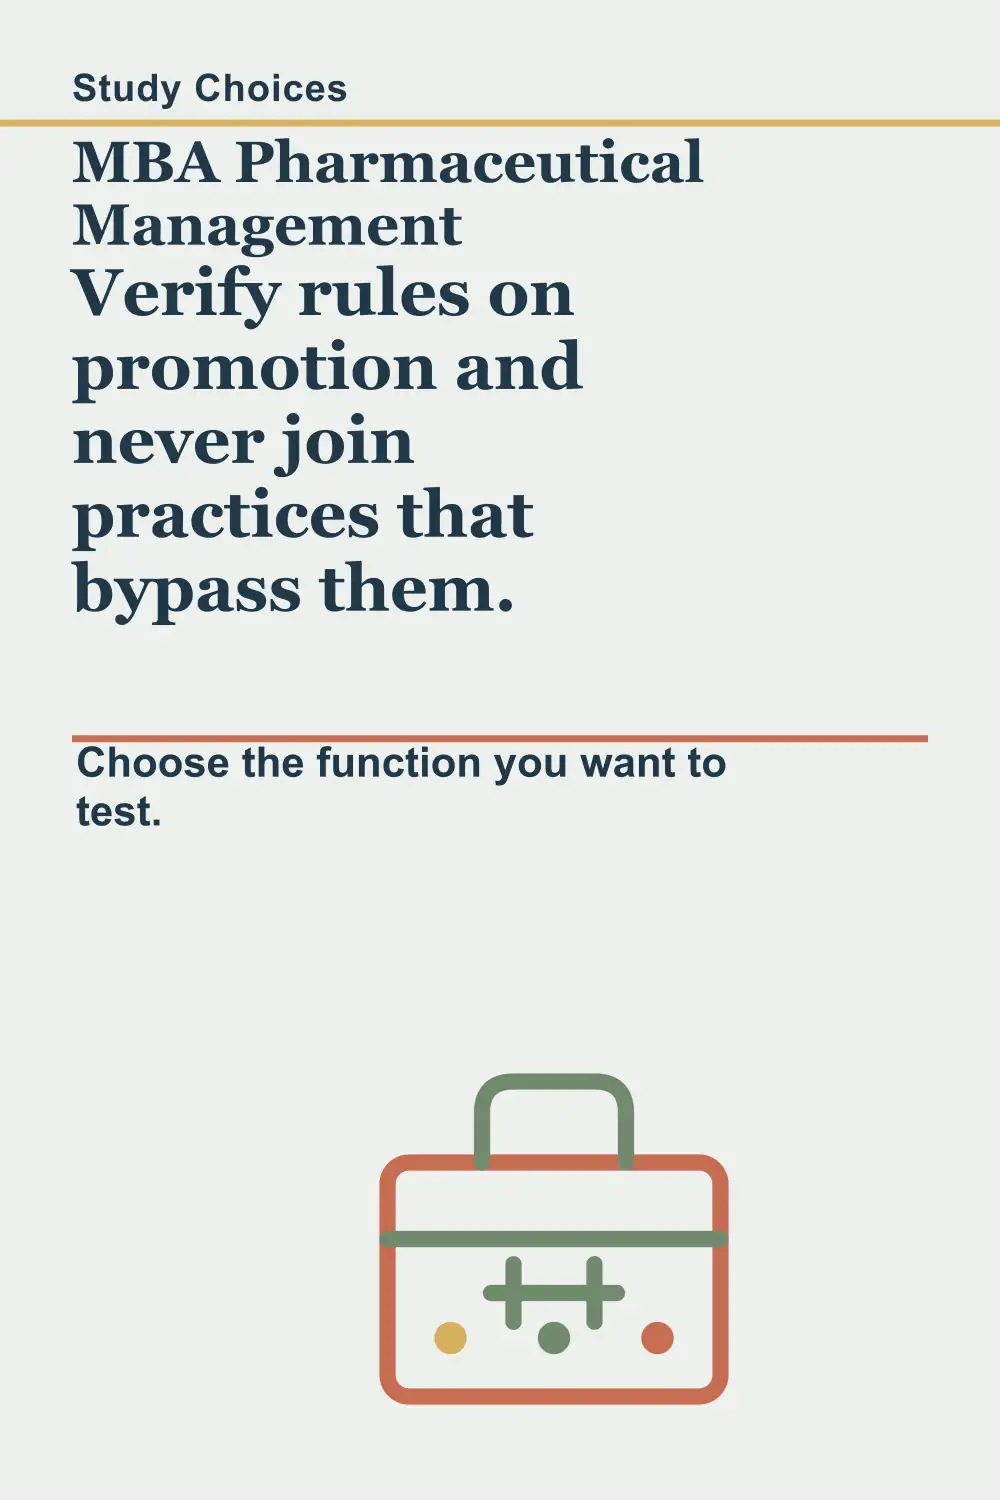 Study Choices
MBA Pharmaceutical
Management
Verify rules on
promotion and
never join
practices that
bypass them.
Choose the function you want to
test.